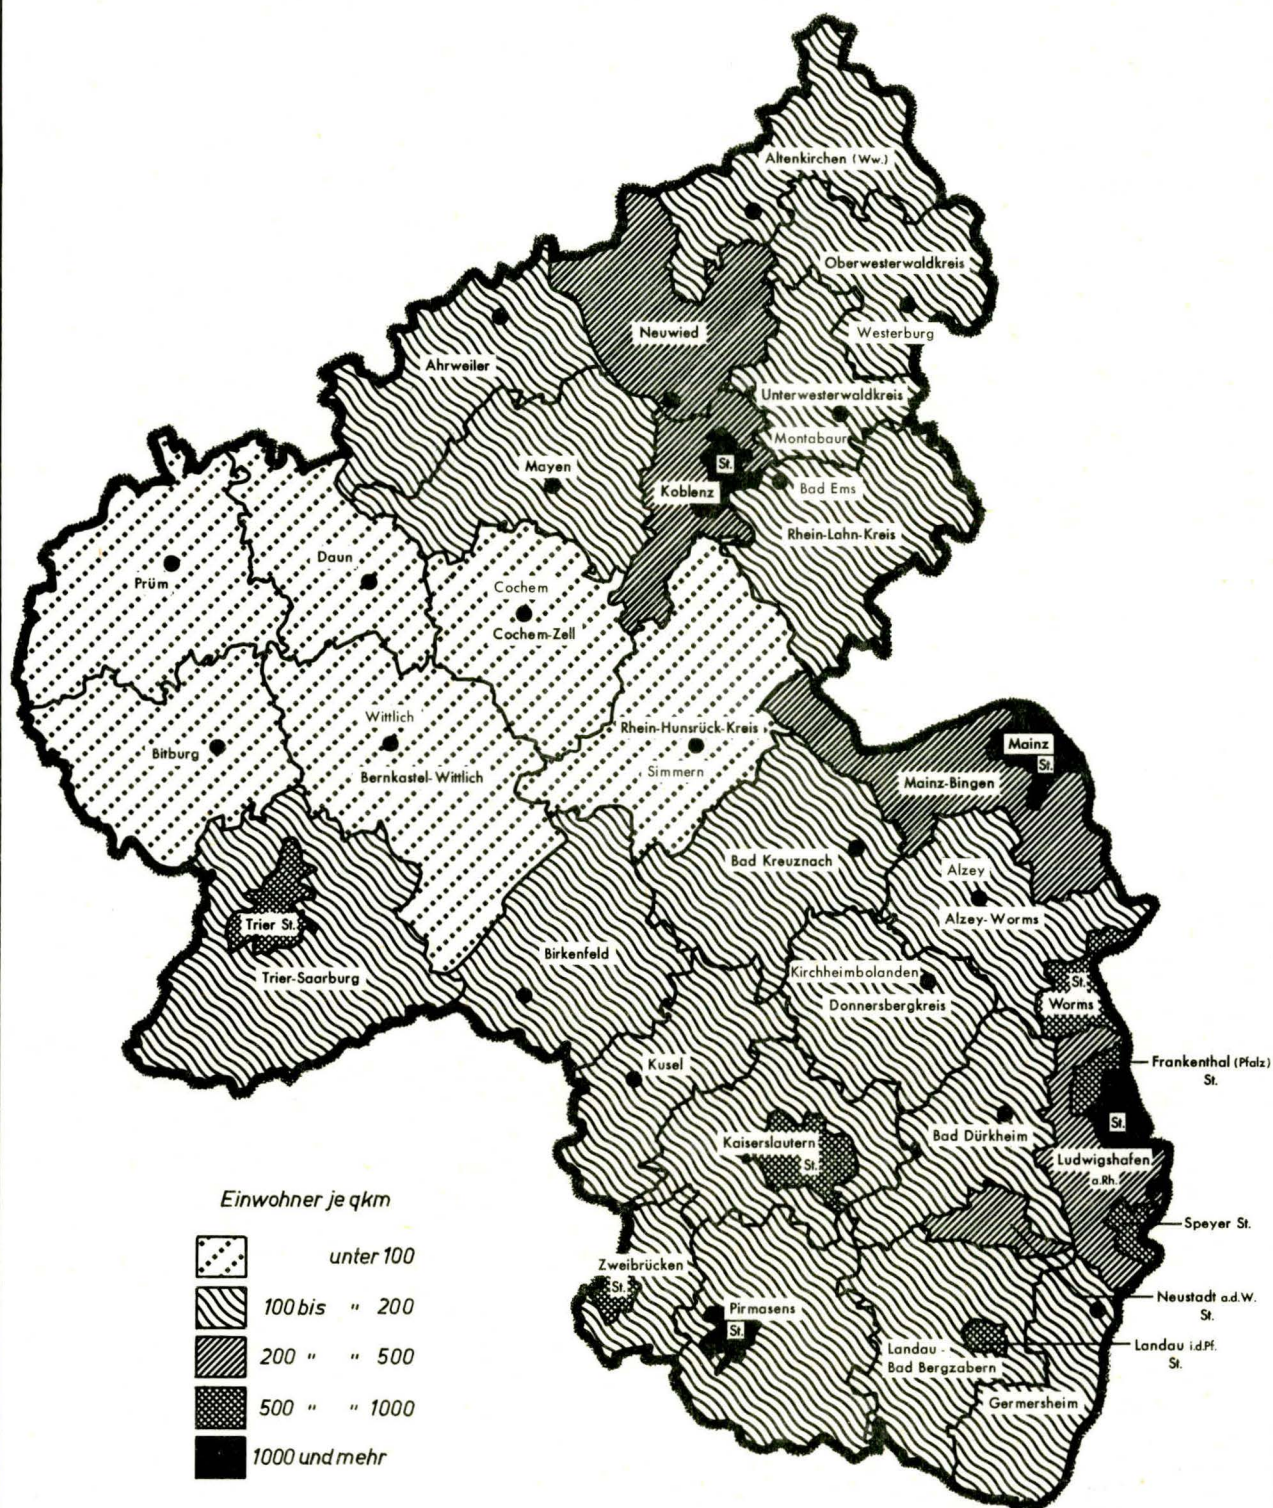 Altenkirchen (Ww.)
Oberwesterwaldkreis
Westerburg
Neuwied
Ahrweiler
Unterwesterwaldkreis
Montabaur
Mayen
St.
Koblenz
Bad Ems
Rhein-Lahn-Kreis
Daun
Prüm
Cochem
Cochem-Zell
Wittlich
Rhein-Hunsrück-Kreis
Bitburg
Simmern
Bernkastel-Wittlich
Mainz
St.
Mainz-Bingen
Bad Kreuznach
Alzey
Alzey-Worms
Trier St.
Trier-Saarburg
Birkenfeld
Kirchheimbolanden
Donnersbergkreis
St.
Worms
Kusel
Frankenthal (Pfalz)
St.
Kaiserslautern
St.
Bad Dürkheim
St.
Ludwigshafen
a.Rh.
Speyer St.
Zweibrücken
St.
Pirmasens
St.
Neustadt a.d.W.
St.
Landau i.d.Pf.
St.
Landau -
Bad Bergzabern
Germersheim
Einwohner je qkm
unter 100
100 bis " 200
200 " " 500
500 " " 1000
1000 und mehr